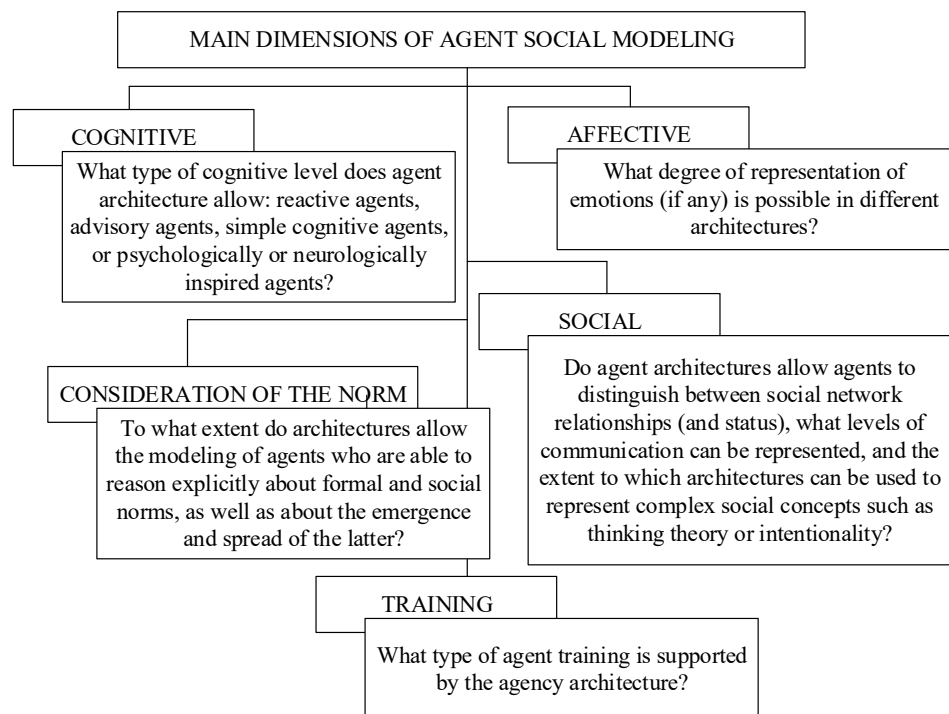 MAIN DIMENSIONS OF AGENT SOCIAL MODELING
COGNITIVE
What type of cognitive level does agent
architecture allow: reactive agents,
advisory agents, simple cognitive agents,
or psychologically or neurologically
inspired agents?
AFFECTIVE
What degree of representation of
emotions (if any) is possible in different
architectures?
SOCIAL
Do agent architectures allow agents to
distinguish between social network
relationships (and status), what levels of
communication can be represented, and the
extent to which architectures can be used to
represent complex social concepts such as
thinking theory or intentionality?
CONSIDERATION OF THE NORM
To what extent do architectures allow
the modeling of agents who are able to
reason explicitly about formal and social
norms, as well as about the emergence
and spread of the latter?
TRAINING
What type of agent training is supported
by the agency architecture?